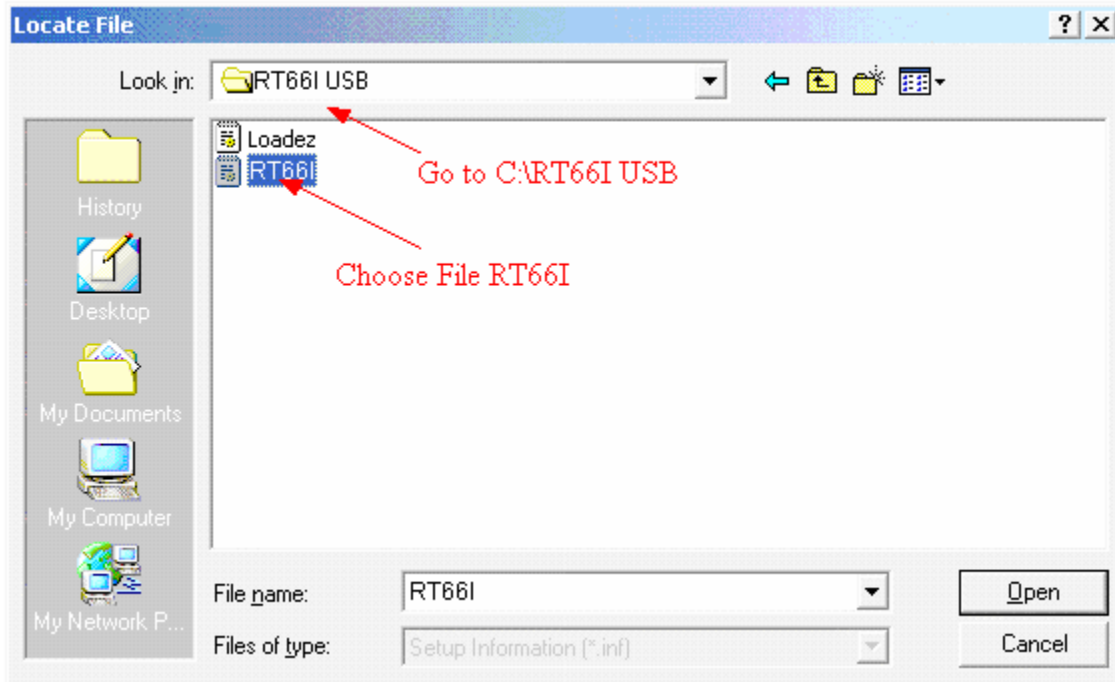 Locate File
Look in:
RT66I USB
Loadez
RT66I
Go to C:\RT66I USB
Choose File RT66I
History
Desktop
My Documents
My Computer
My Network P...
File name:
RT66I
Open
Files of type:
Setup Information (*.inf)
Cancel